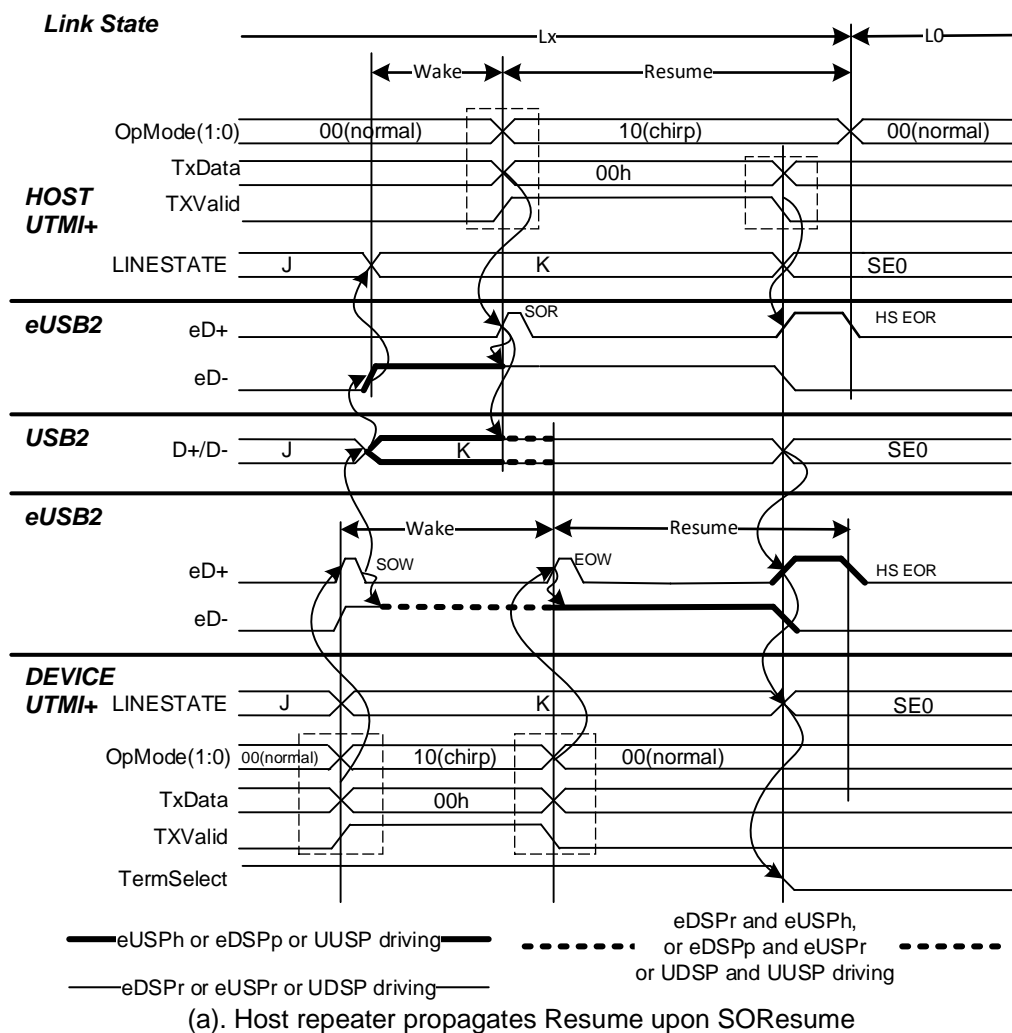 Link State
Lx
L0
Wake
Resume
OpMode(1:0)
00(normal)
10(chirp)
00(normal)
TxData
00h
HOST
UTMI+
TXValid
LINESTATE
J
K
SE0
eUSB2
eD+
SOR
HS EOR
eD-
USB2
D+/D-
J
K
SE0
eUSB2
Wake
Resume
eD+
SOW
EOW
HS EOR
eD-
DEVICE
UTMI+
LINESTATE
J
K
SE0
OpMode(1:0)
00(normal)
10(chirp)
00(normal)
TxData
00h
TXValid
TermSelect
eUSPh or eDSPp or UUSP driving
eDSPr and eUSPh,
or eDSPp and eUSPr
or UDSP and UUSP driving
eDSPr or eUSPr or UDSP driving
(a). Host repeater propagates Resume upon SOResume